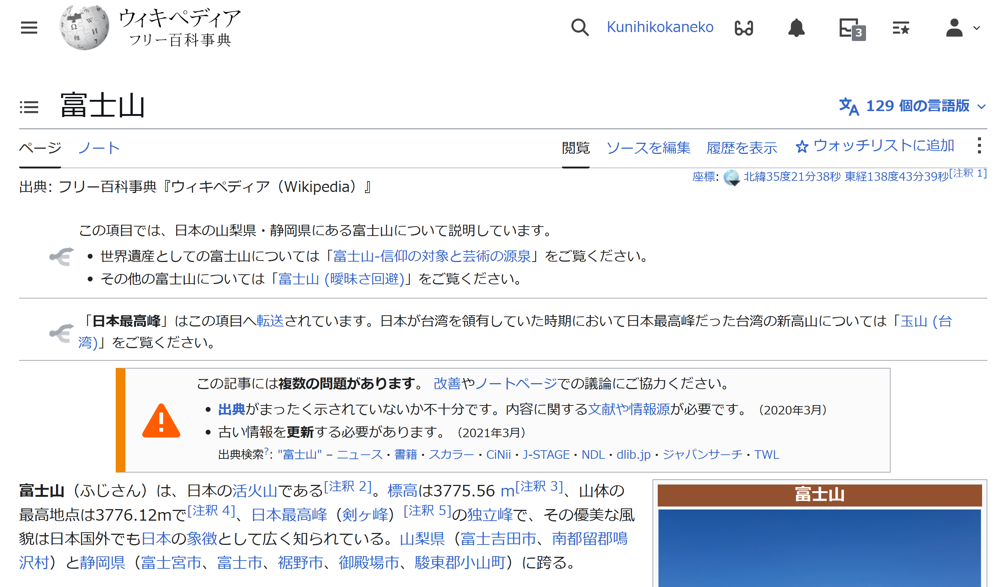 ウィキペディア
フリー百科事典
Kunihikokaneko
3
富士山
129 個の言語版
ページ ノート
閲覧 ソースを編集 履歴を表示 ウォッチリストに追加
座標: 北緯35度21分38秒 東経138度43分39秒[注釈 1]
出典: フリー百科事典『ウィキペディア（Wikipedia）』
この項目では、日本の山梨県・静岡県にある富士山について説明しています。
• 世界遺産としての富士山については「富士山-信仰の対象と芸術の源泉」をご覧ください。
• その他の富士山については「富士山 (曖昧さ回避)」をご覧ください。
「日本最高峰」はこの項目へ転送されています。日本が台湾を領有していた時期において日本最高峰だった台湾の新高山については「玉山 (台
湾)」をご覧ください。
この記事には複数の問題があります。 改善やノートページでの議論にご協力ください。
• 出典がまったく示されていないか不十分です。内容に関する文献や情報源が必要です。（2020年3月）
• 古い情報を更新する必要があります。（2021年3月）
出典検索?: "富士山" – ニュース・書籍・スカラー・CiNii・J-STAGE・NDL・dlib.jp・ジャパンサーチ・TWL
富士山（ふじさん）は、日本の活火山である[注釈 2]。標高は3775.56 m[注釈 3]、山体の
最高地点は3776.12mで[注釈 4]、日本最高峰（剣ヶ峰）[注釈 5]の独立峰で、その優美な風
貌は日本国外でも日本の象徴として広く知られている。山梨県（富士吉田市、南都留郡鳴
沢村）と静岡県（富士宮市、富士市、裾野市、御殿場市、駿東郡小山町）に跨る。
富士山